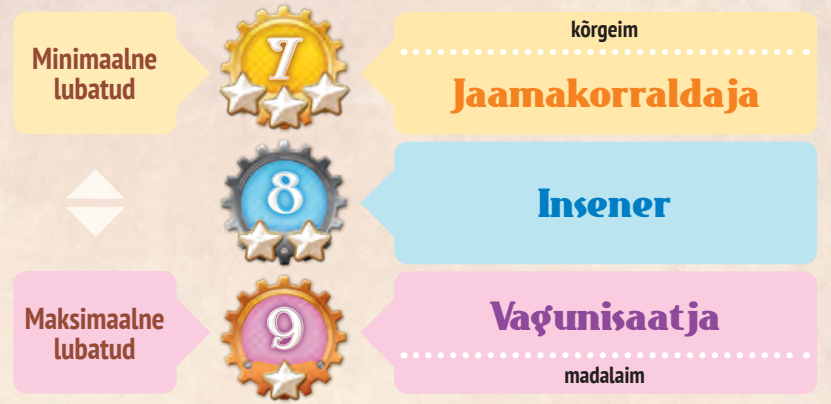 Minimaalne
lubatud
7
kõrgeim
Jaamakorraldaja
8
Insener
Maksimaalne
lubatud
9
Vagunisaatja
madalaim